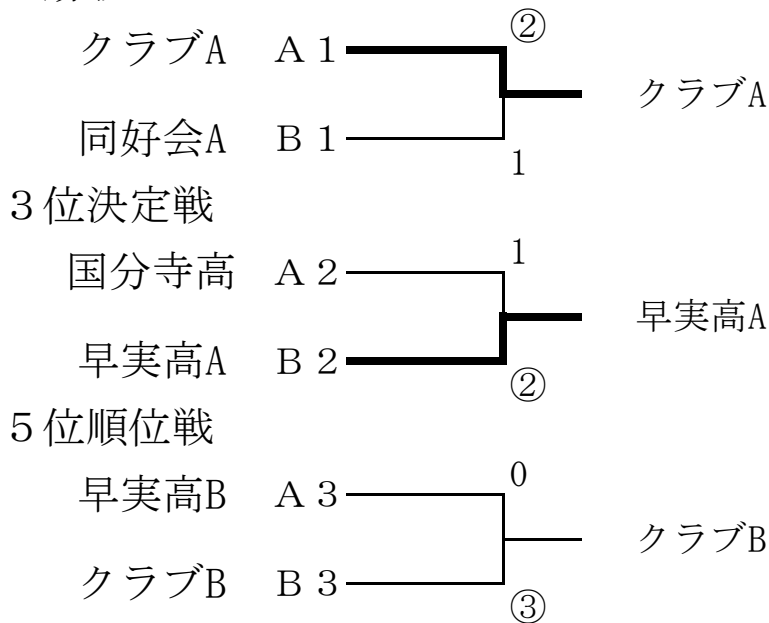 ②
クラブA A１ クラブA
同好会A B１
1
３位決定戦
国分寺高 A２ 1
早実高A
早実高A B２
②
５位順位戦
早実高B A３ 0
クラブB
クラブB B３
③